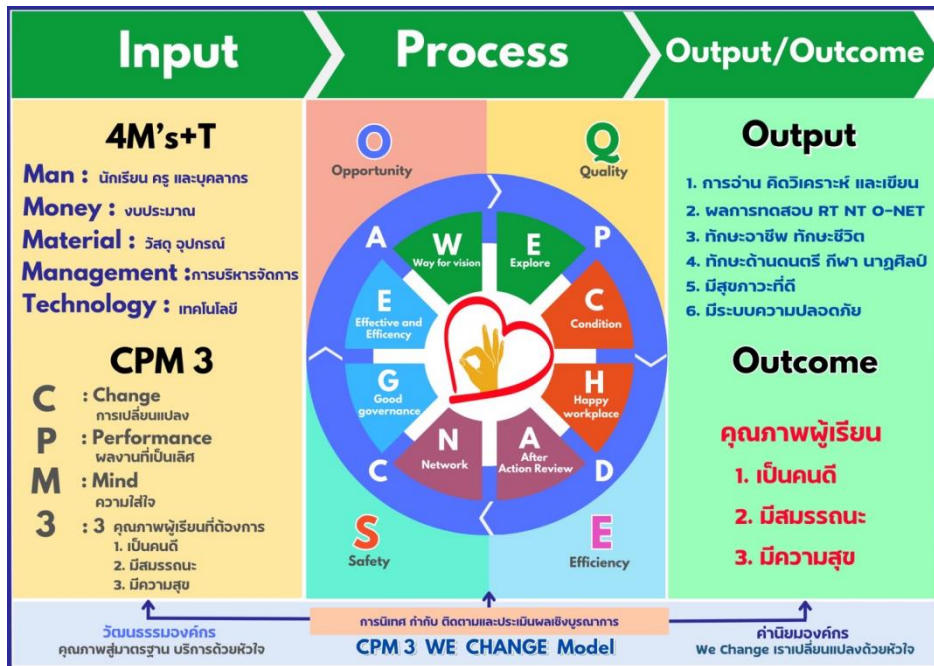 Input
Process
Output/Outcome
4M's+T
Man : นักเรียน ครู และบุคลากร
Money : งบประมาณ
Material : วัสดุ อุปกรณ์
Management :การบริหารจัดการ
Technology : เทคโนโลยี
CPM 3
C : Change
การเปลี่ยนแปลง
P : Performance
ผลงานที่เป็นเลิศ
M : Mind
ความใส่ใจ
3 : 3 คุณภาพผู้เรียนที่ต้องการ
1. เป็นคนดี
2. มีสมรรถนะ
3. มีความสุข
O
Opportunity
Q
Quality
A
P
W
Way for vision
E
Explore
E
Effective and
Efficency
C
Condition
G
Good
governance
H
Happy
workplace
N
Network
A
After
Action Review
C
D
S
Safety
E
Efficiency
Output
1. การอ่าน คิดวิเคราะห์ และเขียน
2. ผลการทดสอบ RT NT O-NET
3. ทักษะอาชีพ ทักษะชีวิต
4. ทักษะด้านดนตรี กีฬา นาฏศิลป์
5. มีสุขภาวะที่ดี
6. มีระบบความปลอดภัย
Outcome
คุณภาพผู้เรียน
1. เป็นคนดี
2. มีสมรรถนะ
3. มีความสุข
วัฒนธรรมองค์กร
คุณภาพสู่มาตรฐาน บริการด้วยหัวใจ
การนิเทศ กำกับ ติดตามและประเมินผลเชิงบูรณาการ
CPM 3 WE CHANGE Model
ค่านิยมองค์กร
We Change เราเปลี่ยนแปลงด้วยหัวใจ